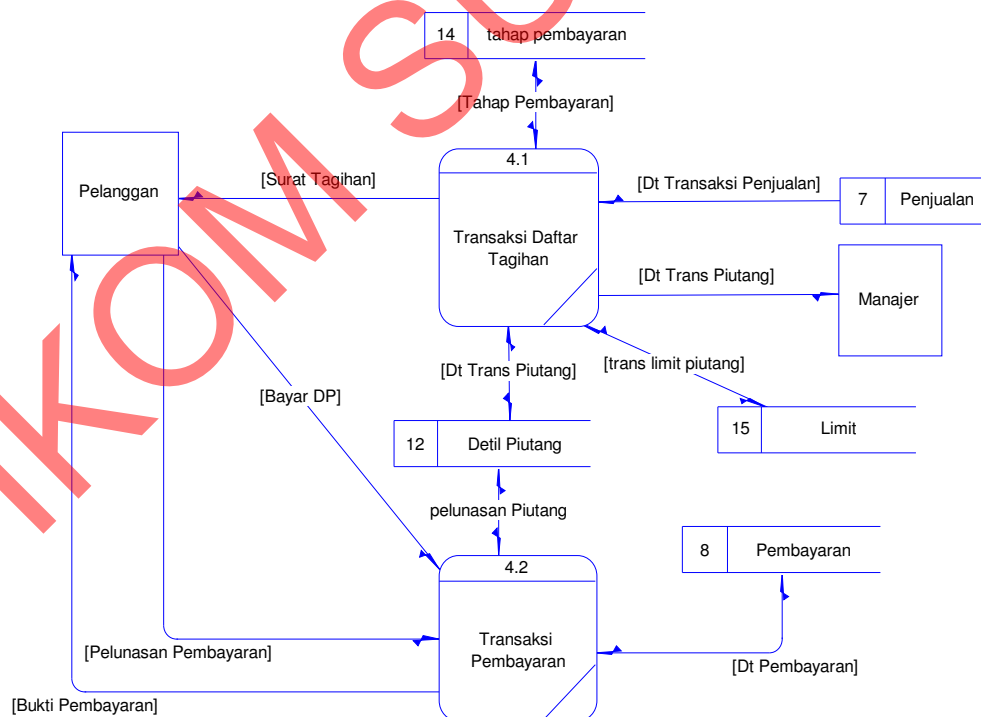 14 tahap pembayaran
[Tahap Pembayaran]
4.1
Pelanggan
[Surat Tagihan]
[Dt Transaksi Penjualan]
7 Penjualan
Transaksi Daftar
Tagihan
[Dt Trans Piutang]
Manajer
[Dt Trans Piutang]
[trans limit piutang]
[Bayar DP]
12 Detil Piutang
15 Limit
pelunasan Piutang
8 Pembayaran
4.2
Transaksi
Pembayaran
[Pelunasan Pembayaran]
[Dt Pembayaran]
[Bukti Pembayaran]
IKOM SU